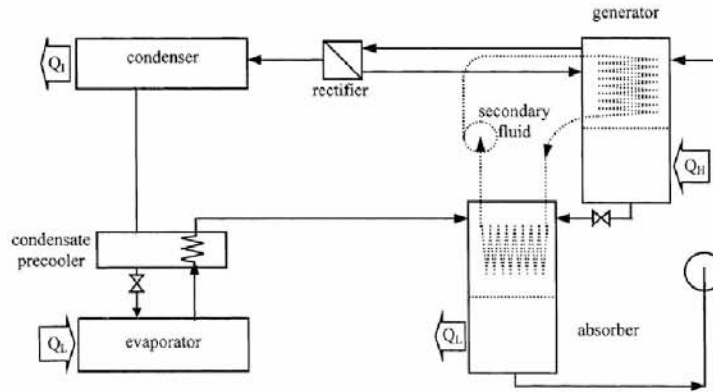 generator
Q_I
condenser
rectifier
secondary
fluid
Q_H
condensate
precooler
Q_L
evaporator
Q_L
absorber